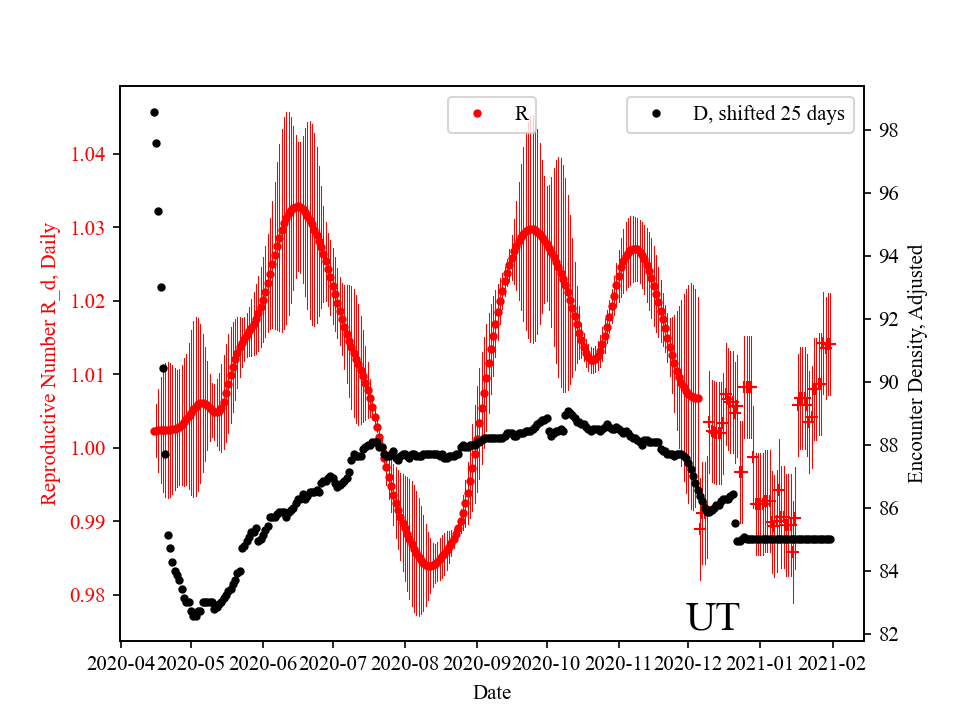 R
D, shifted 25 days
Reproductive Number R_d, Daily
1.04
1.03
1.02
1.01
1.00
0.99
0.98
98
96
94
92
90
88
86
84
82
Encounter Density, Adjusted
UT
2020-04 2020-05 2020-06 2020-07 2020-08 2020-09 2020-10 2020-11 2020-12 2021-01 2021-02
Date